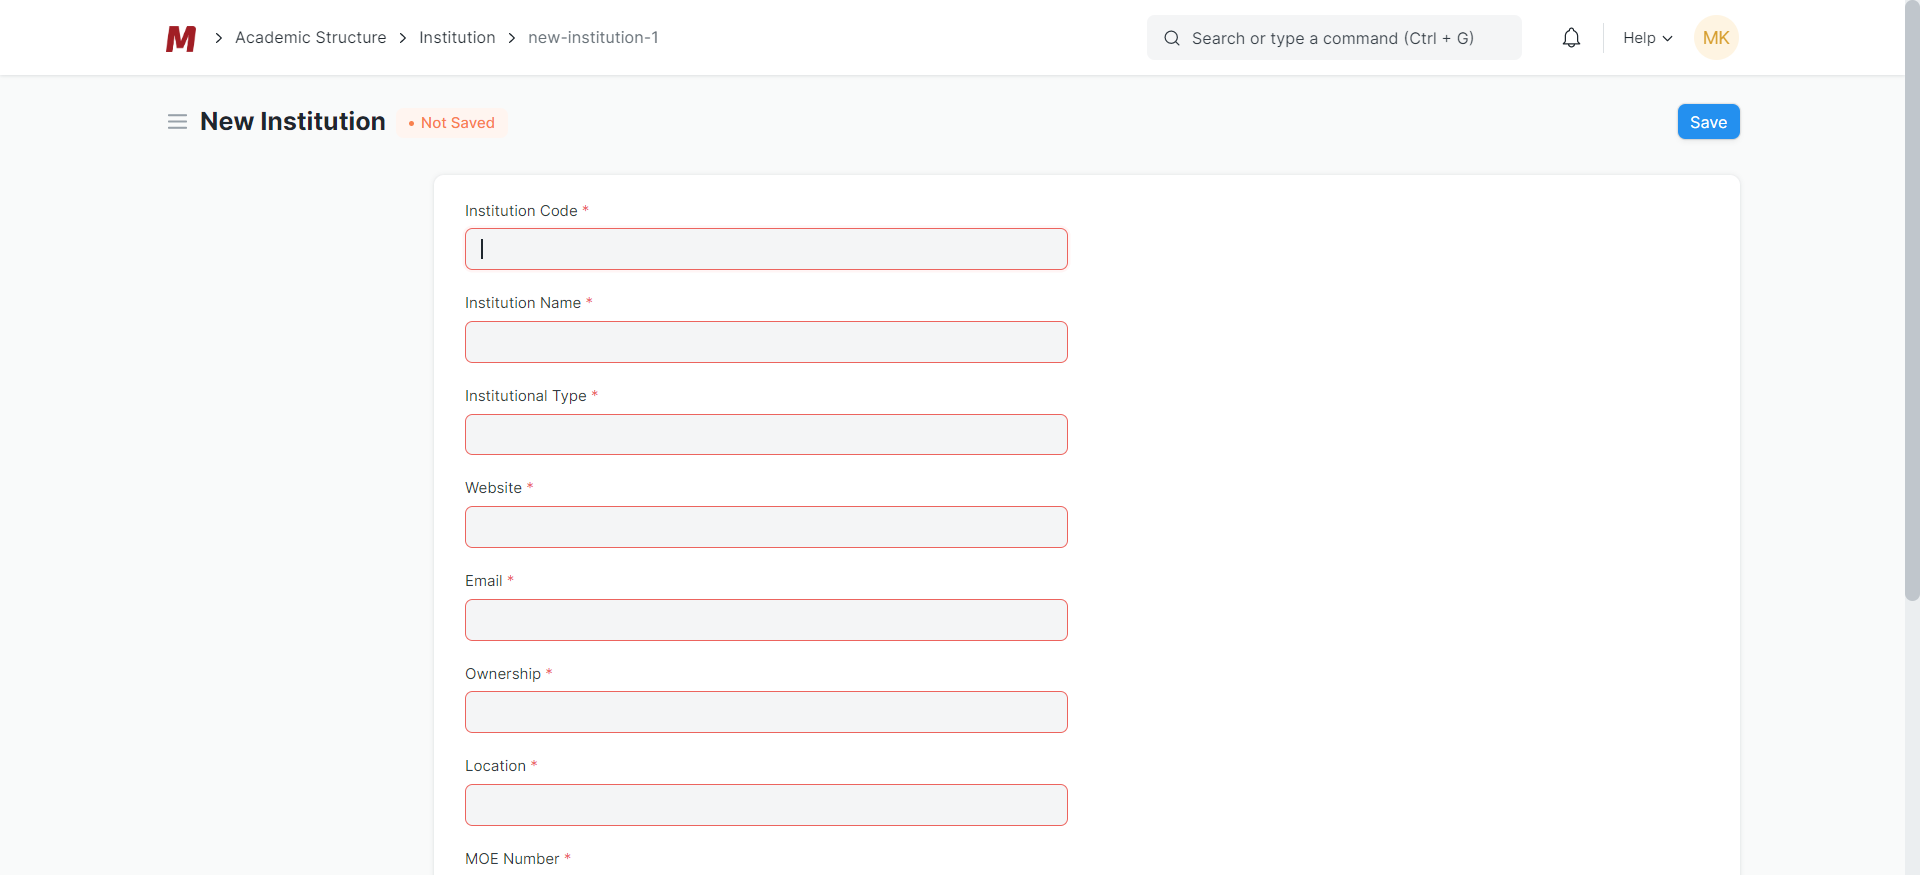 M Academic Structure Institution new-institution-1 Search or type a command (Ctrl + G) Help MK
New Institution • Not Saved Save
Institution Code *
Institution Name *
Institutional Type *
Website *
Email *
Ownership *
Location *
MOE Number *